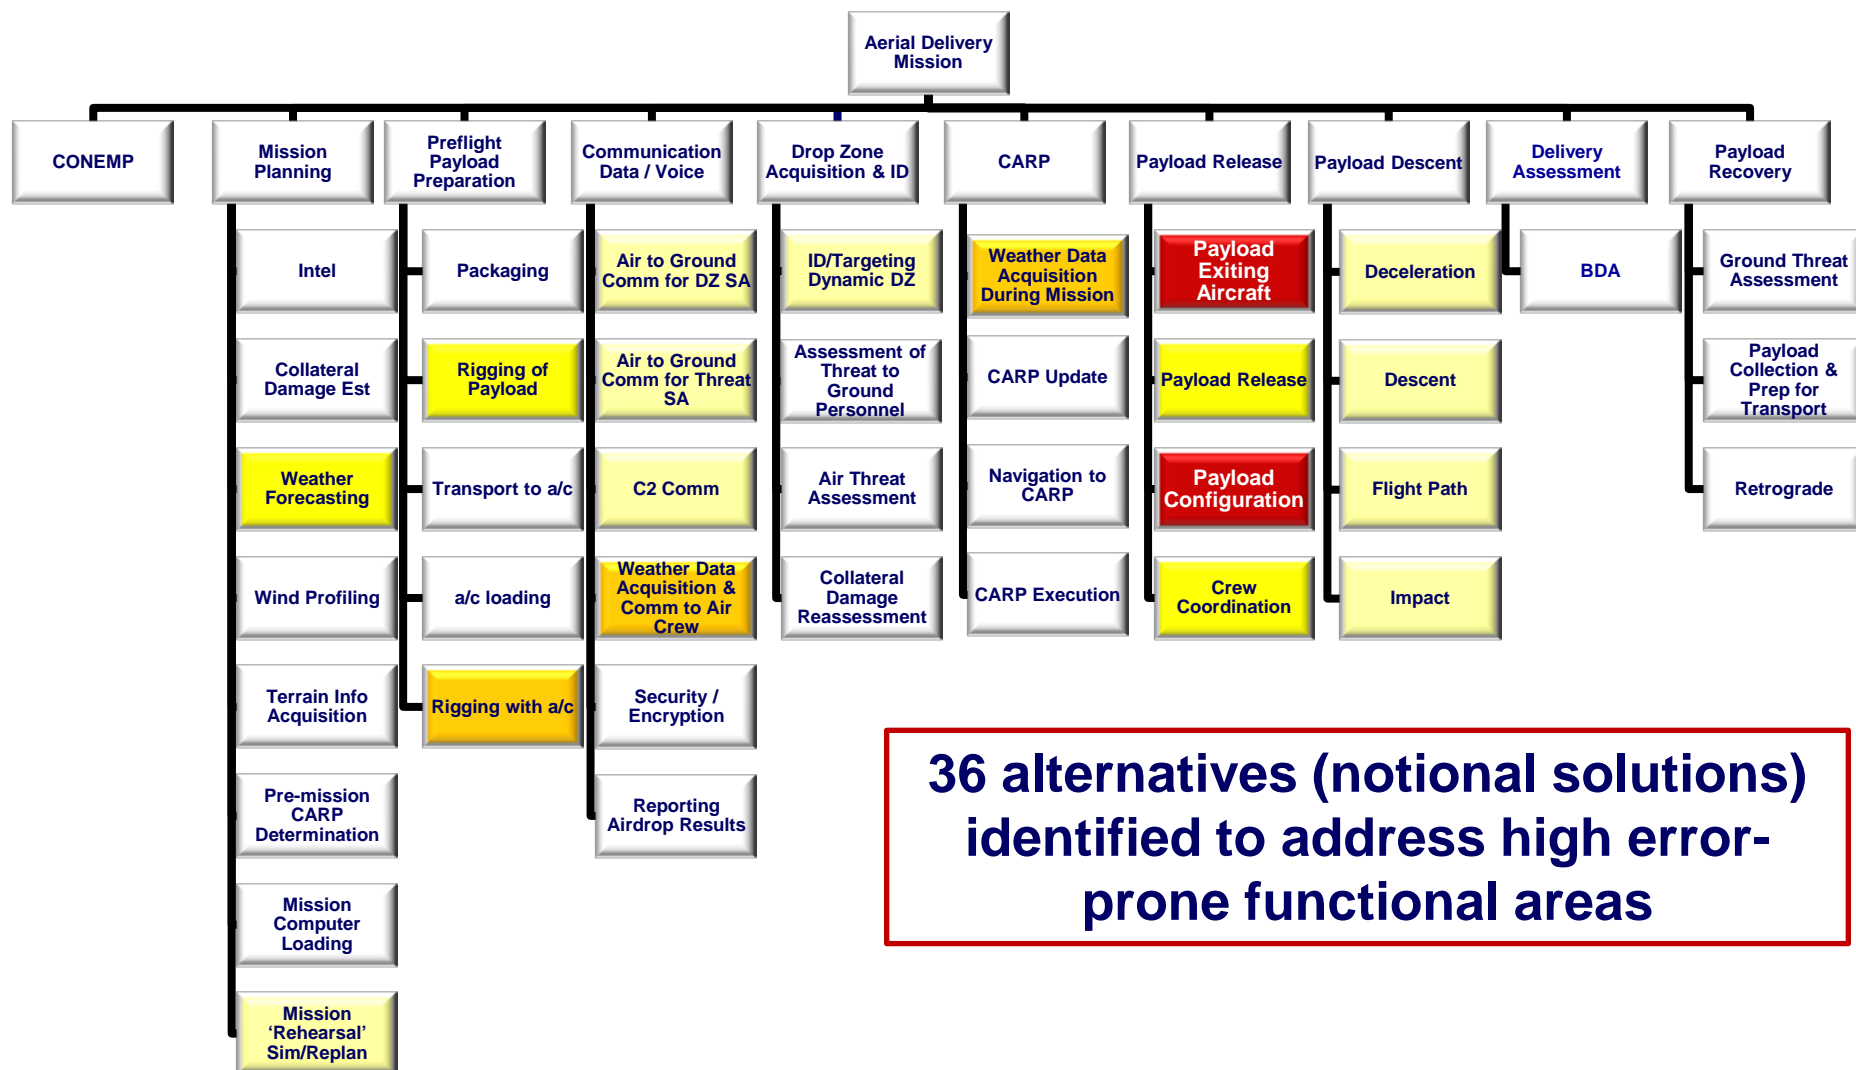 Aerial Delivery
Mission
CONEMP
Mission
Planning
Preflight
Payload
Preparation
Communication
Data / Voice
Drop Zone
Acquisition & ID
CARP
Payload Release
Payload Descent
Delivery
Assessment
Payload
Recovery
Intel
Collateral
Damage Est
Weather
Forecasting
Wind Profiling
Terrain Info
Acquisition
Pre-mission
CARP
Determination
Mission
Computer
Loading
Mission
‘Rehearsal’
Sim/Replan
Packaging
Rigging of
Payload
Transport to a/c
a/c loading
Rigging with a/c
Air to Ground
Comm for DZ SA
Air to Ground
Comm for Threat
SA
C2 Comm
Weather Data
Acquisition &
Comm to Air
Crew
Security /
Encryption
Reporting
Airdrop Results
ID/Targeting
Dynamic DZ
Assessment of
Threat to
Ground
Personnel
Air Threat
Assessment
Collateral
Damage
Reassessment
Weather Data
Acquisition
During Mission
CARP Update
Navigation to
CARP
CARP Execution
Payload
Exiting
Aircraft
Payload Release
Payload
Configuration
Crew
Coordination
Deceleration
Descent
Flight Path
Impact
BDA
Ground Threat
Assessment
Payload
Collection &
Prep for
Transport
Retrograde
36 alternatives (notional solutions)
identified to address high error-
prone functional areas